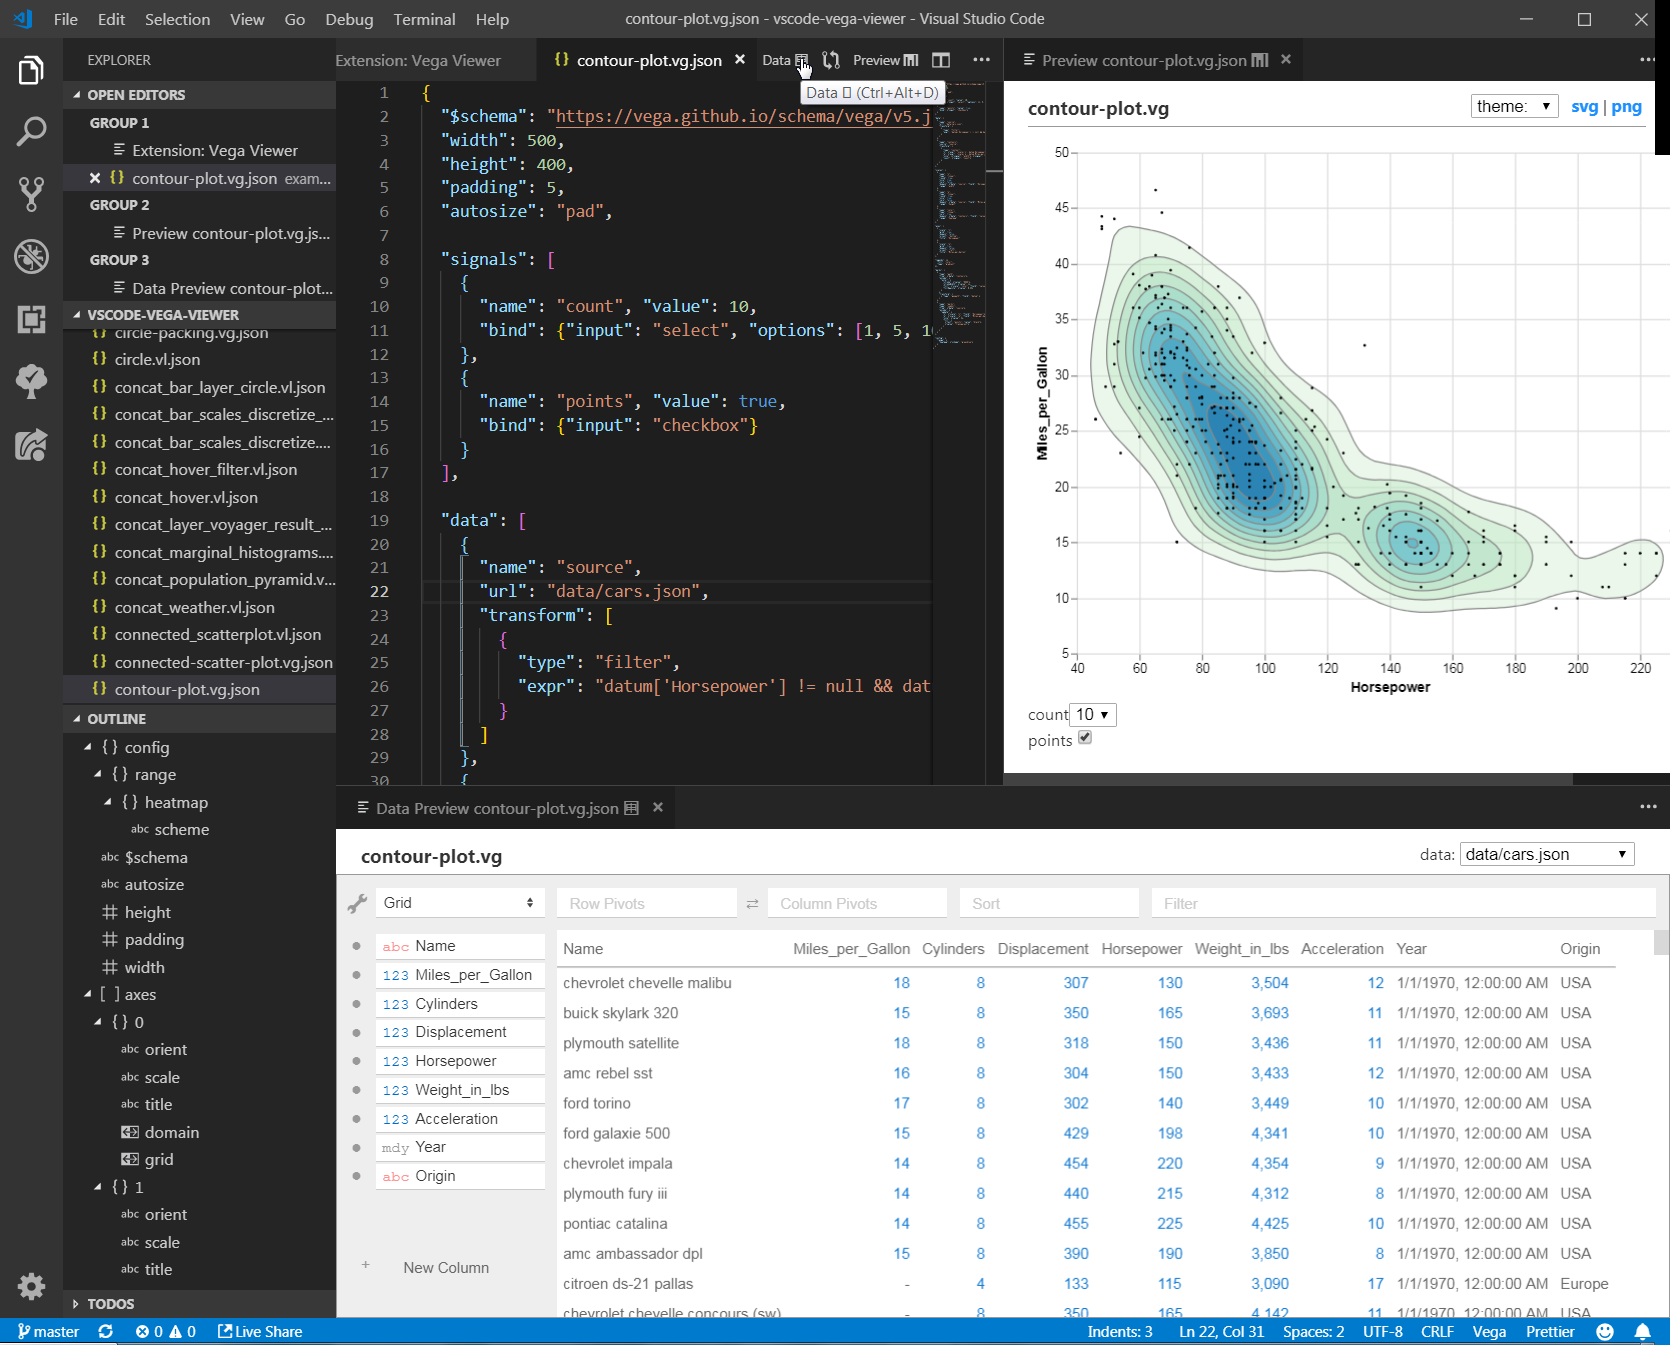 File Edit Selection View Go Debug Terminal Help
contour-plot.vg.json - vscode-vega-viewer - Visual Studio Code
EXPLORER
OPEN EDITORS
GROUP 1
Extension: Vega Viewer
contour-plot.vg.json exam...
GROUP 2
Preview contour-plot.vg.js...
GROUP 3
Data Preview contour-plot...
VSCODE-VEGA-VIEWER
{} circle-packing.vg.json
{} circle.vl.json
{} concat_bar_layer_circle.vl.json
{} concat_bar_scales_discretize_...
{} concat_bar_scales_discretize....
{} concat_hover_filter.vl.json
{} concat_hover.vl.json
{} concat_layer_voyager_result_...
{} concat_marginal_histograms....
{} concat_population_pyramid.v...
{} concat_weather.vl.json
{} connected_scatterplot.vl.json
{} connected-scatter-plot.vg.json
{} contour-plot.vg.json
OUTLINE
{} config
{} range
{} heatmap
abc scheme
abc $schema
abc autosize
height
padding
width
[ ] axes
{} 0
abc orient
abc scale
abc title
domain
grid
{} 1
abc orient
abc scale
abc title
TODOS
Extension: Vega Viewer
{} contour-plot.vg.json
Data
Preview
Data (Ctrl+Alt+D)
1 {
2 "$schema": "https://vega.github.io/schema/vega/v5.j
3 "width": 500,
4 "height": 400,
5 "padding": 5,
6 "autosize": "pad",
7
8 "signals": [
9 {
10 "name": "count", "value": 10,
11 "bind": {"input": "select", "options": [1, 5, 10
12 },
13 {
14 "name": "points", "value": true,
15 "bind": {"input": "checkbox"}
16 }
17 ],
18
19 "data": [
20 {
21 "name": "source",
22 "url": "data/cars.json",
23 "transform": [
24 {
25 "type": "filter",
26 "expr": "datum['Horsepower'] != null && dat
27 }
28 ]
29 },
30 {
Preview contour-plot.vg.json
contour-plot.vg
theme:
svg | png
50
45
40
35
30
25
20
15
10
5
Miles_per_Gallon
40 60 80 100 120 140 160 180 200 220
Horsepower
count 10
points
Data Preview contour-plot.vg.json
contour-plot.vg
data: data/cars.json
Grid
Row Pivots
Column Pivots
Sort
Filter
abc Name
123 Miles_per_Gallon
123 Cylinders
123 Displacement
123 Horsepower
123 Weight_in_lbs
123 Acceleration
mdy Year
abc Origin
+ New Column
Name Miles_per_Gallon Cylinders Displacement Horsepower Weight_in_lbs Acceleration Year Origin
chevrolet chevelle malibu 18 8 307 130 3,504 12 1/1/1970, 12:00:00 AM USA
buick skylark 320 15 8 350 165 3,693 11 1/1/1970, 12:00:00 AM USA
plymouth satellite 18 8 318 150 3,436 11 1/1/1970, 12:00:00 AM USA
amc rebel sst 16 8 304 150 3,433 12 1/1/1970, 12:00:00 AM USA
ford torino 17 8 302 140 3,449 10 1/1/1970, 12:00:00 AM USA
ford galaxie 500 15 8 429 198 4,341 10 1/1/1970, 12:00:00 AM USA
chevrolet impala 14 8 454 220 4,354 9 1/1/1970, 12:00:00 AM USA
plymouth fury iii 14 8 440 215 4,312 8 1/1/1970, 12:00:00 AM USA
pontiac catalina 14 8 455 225 4,425 10 1/1/1970, 12:00:00 AM USA
amc ambassador dpl 15 8 390 190 3,850 8 1/1/1970, 12:00:00 AM USA
citroen ds-21 pallas - 4 133 115 3,090 17 1/1/1970, 12:00:00 AM Europe
chevrolet chevelle concours (sw) - 8 350 165 4,142 11 1/1/1970, 12:00:00 AM USA
master
0 0
Live Share
Indents: 3 Ln 22, Col 31 Spaces: 2 UTF-8 CRLF Vega Prettier